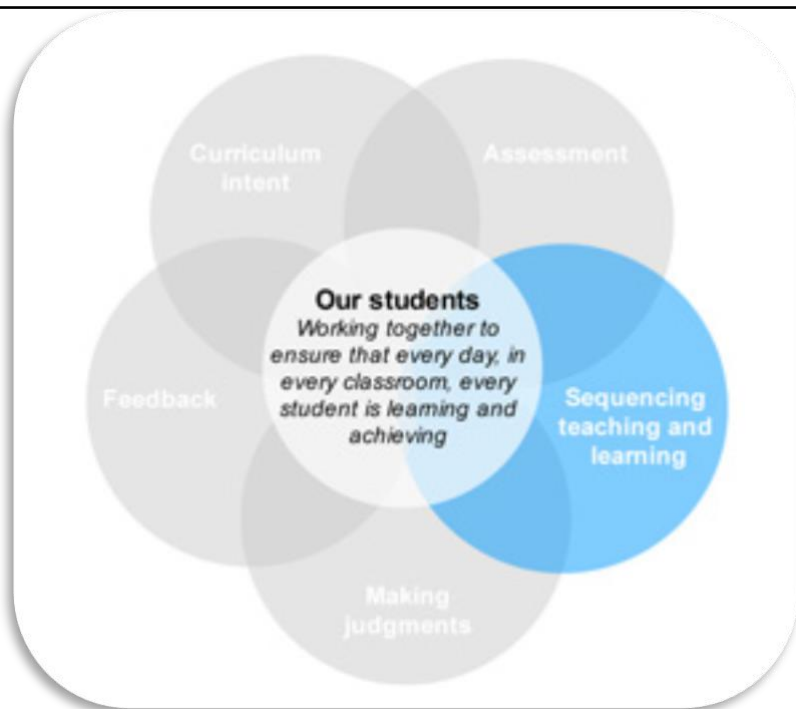 Curriculum
intent
Assessment
Our students
Working together to
ensure that every day, in
every classroom, every
student is learning and
achieving
Feedback
Sequencing
teaching and
learning
Making
judgments